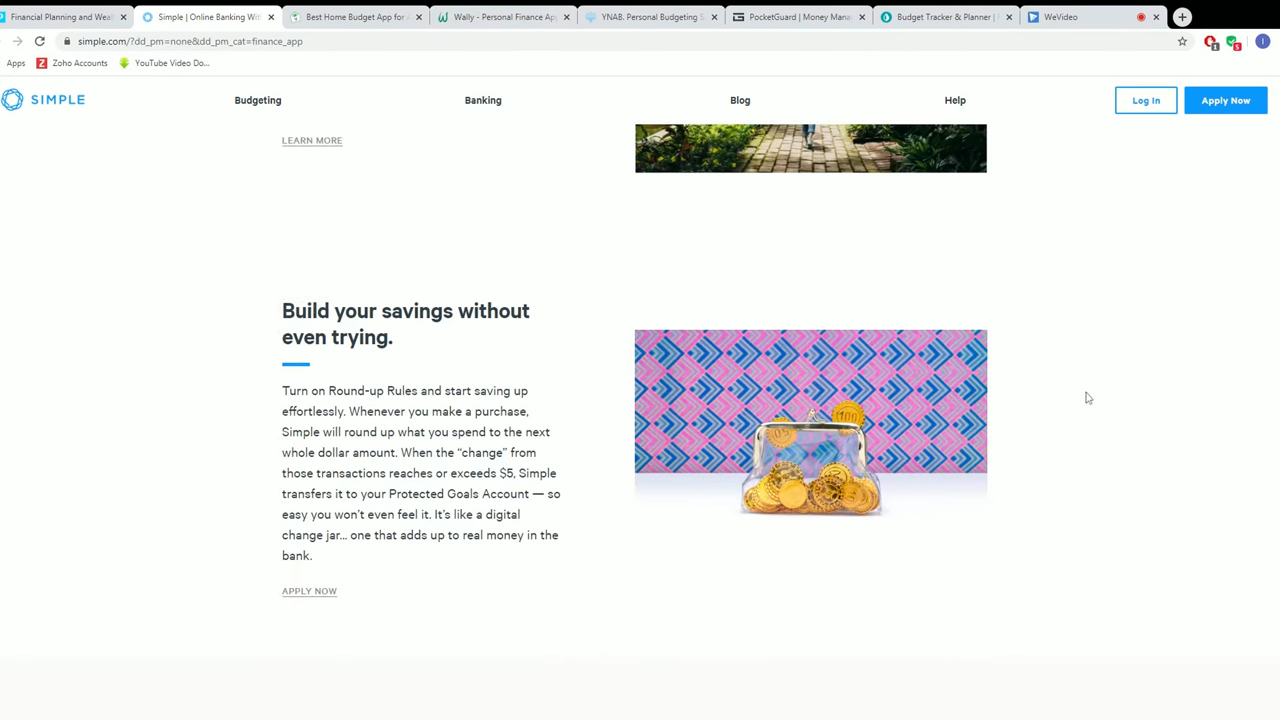 Financial Planning and Weal
Simple | Online Banking Wit
Best Home Budget App for A
Wally - Personal Finance App
YNAB. Personal Budgeting S
PocketGuard | Money Mana
Budget Tracker & Planner |
WeVideo
simple.com/?dd_pm=none&dd_pm_cat=finance_app
Apps
Zoho Accounts
YouTube Video Do...
SIMPLE
Budgeting
Banking
Blog
Help
Log In
Apply Now
LEARN MORE
Build your savings without
even trying.
Turn on Round-up Rules and start saving up
effortlessly. Whenever you make a purchase,
Simple will round up what you spend to the next
whole dollar amount. When the “change” from
those transactions reaches or exceeds $5, Simple
transfers it to your Protected Goals Account — so
easy you won’t even feel it. It’s like a digital
change jar... one that adds up to real money in the
bank.
APPLY NOW
100